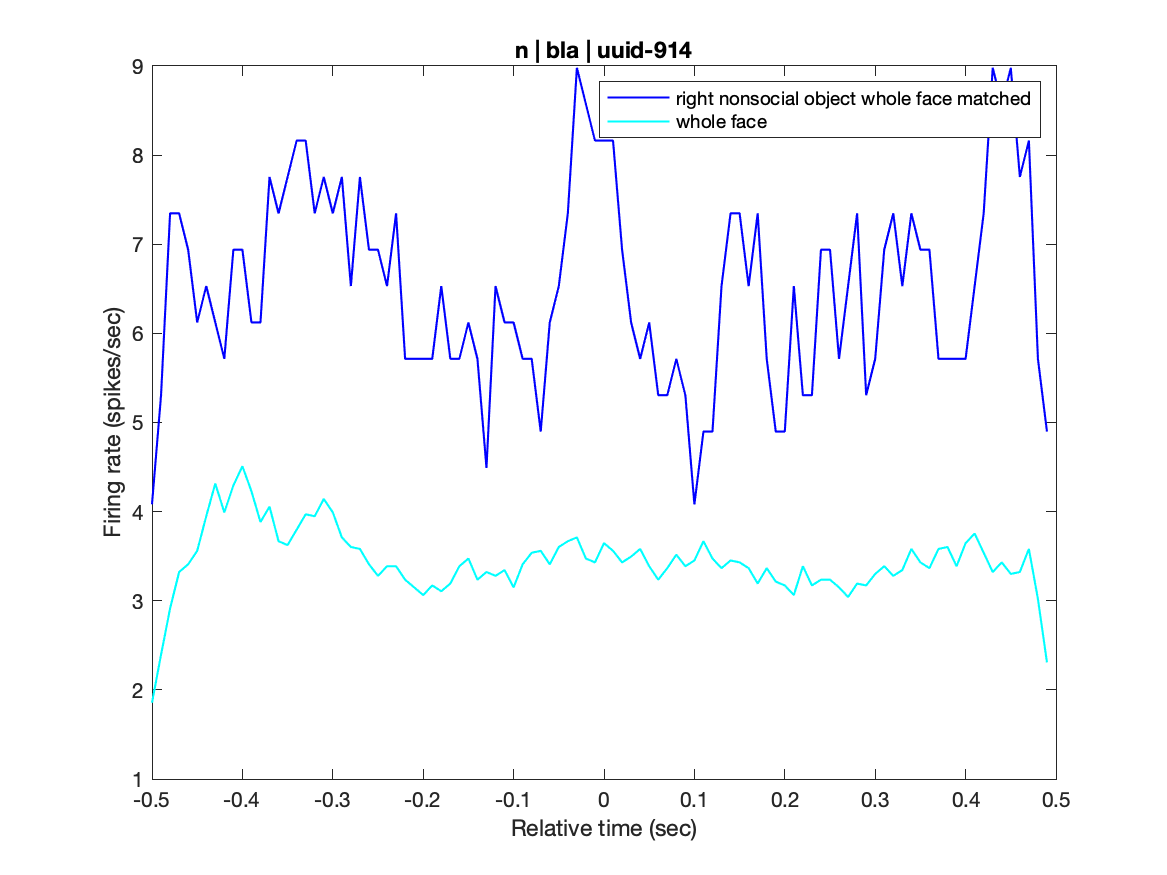 n | bla | uuid-914
right nonsocial object whole face matched
whole face
Firing rate (spikes/sec)
9
8
7
6
5
4
3
2
1
-0.5 -0.4 -0.3 -0.2 -0.1 0 0.1 0.2 0.3 0.4 0.5
Relative time (sec)